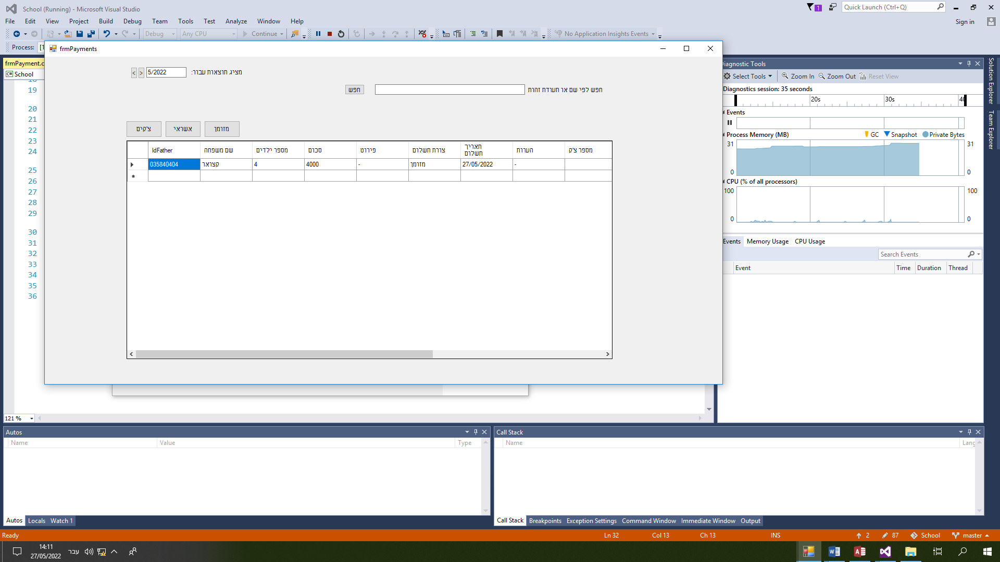 School (Running) - Microsoft Visual Studio
1
Quick Launch (Ctrl+Q)
File Edit View Project Build Debug Team Tools Test Analyze Window Help
Sign in
Debug Any CPU Continue No Application Insights Events
Process: [1
frmPayments
frmPayment.c
School
מציג תוצאות עבור:
5/2022
< >
חפש לפי שם או תעודת זהות
חפש
צ'קים אשראי מזומן
IdFather שם משפחה מספר ילדים סכום פירוט צורת תשלום תאריך תשלום הערות מספר צ'ק
035840404 קצואר 4 4000 - מזומן 27/05/2022 -
19
20
21
22
23
24
25
26
27
28
29
30
31
32
33
34
35
36
121 %
Diagnostic Tools
Select Tools Zoom In Zoom Out Reset View
Diagnostics session: 35 seconds
20s 30s 40
Events
Process Memory (MB) GC Snapshot Private Bytes
31 31
0 0
CPU (% of all processors)
100 100
0 0
Events Memory Usage CPU Usage
Search Events
Event Time Duration Thread
Solution Explorer
Team Explorer
Autos
Name Value Type
Autos Locals Watch 1
Call Stack
Name Lang
Call Stack Breakpoints Exception Settings Command Window Immediate Window Output
Ready Ln 32 Col 13 Ch 13 INS 2 87 School master
14:11
27/05/2022
עבר